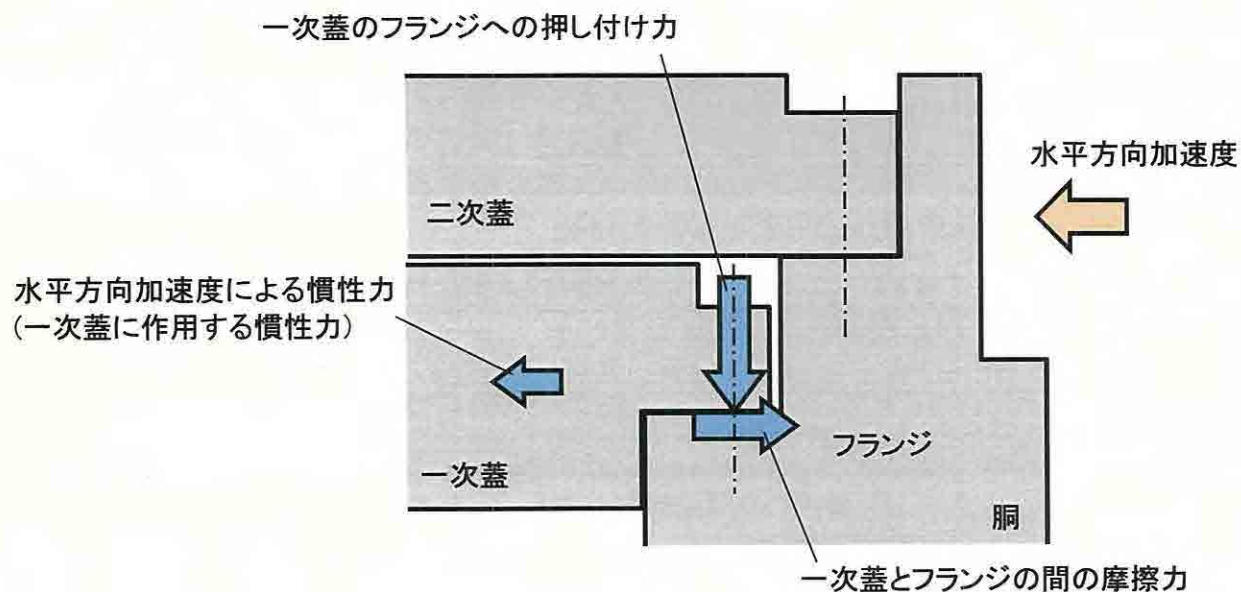 一次蓋のフランジへの押し付け力
水平方向加速度
二次蓋
水平方向加速度による慣性力
(一次蓋に作用する慣性力)
フランジ
一次蓋
胴
一次蓋とフランジの間の摩擦力